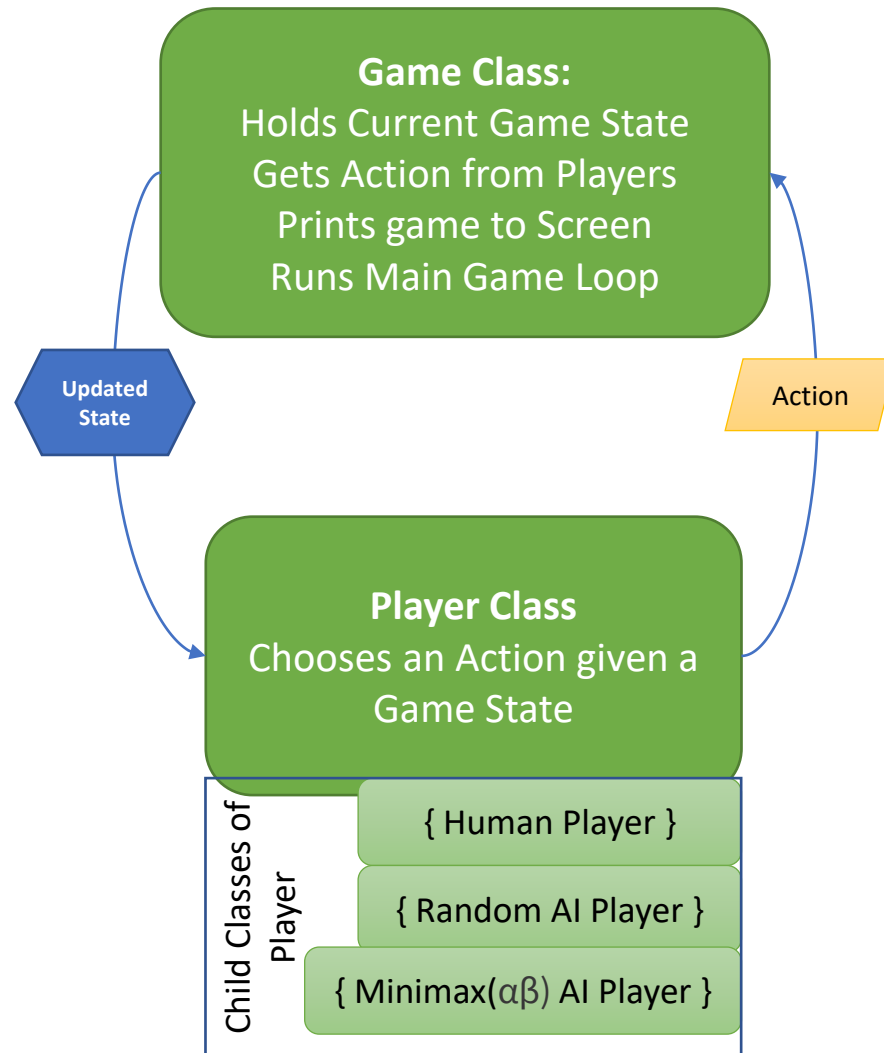 Game Class:
Holds Current Game State
Gets Action from Players
Prints game to Screen
Runs Main Game Loop
Updated
State
Action
Player Class
Chooses an Action given a
Game State
Child Classes of
Player
{ Human Player }
{ Random AI Player }
{ Minimax(αβ) AI Player }